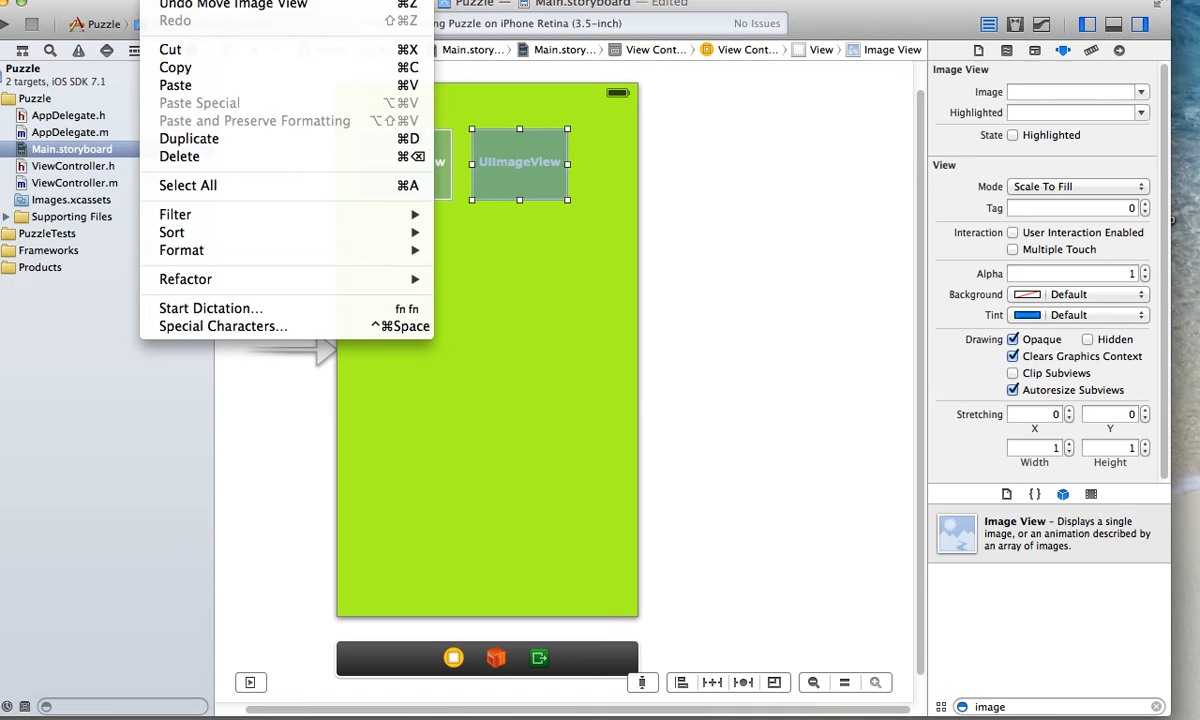 Undo Move Image View ⌘Z
Puzzle Main.storyboard — Edited
Redo ⇧⌘Z
Puzzle
ng Puzzle on iPhone Retina (3.5-inch) No Issues
Cut ⌘X
Main.story... Main.story... View Cont... View Cont... View Image View
Copy ⌘C
Paste ⌘V
Paste Special ⌥⌘V
Paste and Preserve Formatting ⌥⇧⌘V
Duplicate ⌘D
Delete ⌘⌫
Select All ⌘A
Filter
Sort
Format
Refactor
Start Dictation... fn fn
Special Characters... ^⌘Space
Puzzle
2 targets, iOS SDK 7.1
Puzzle
h AppDelegate.h
m AppDelegate.m
Main.storyboard
h ViewController.h
m ViewController.m
Images.xcassets
Supporting Files
PuzzleTests
Frameworks
Products
w
UIImageView
Image View
Image
Highlighted
State Highlighted
View
Mode Scale To Fill
Tag 0
Interaction User Interaction Enabled
Multiple Touch
Alpha 1
Background Default
Tint Default
Drawing Opaque Hidden
Clears Graphics Context
Clip Subviews
Autoresize Subviews
Stretching 0 0
X Y
1 1
Width Height
{ }
Image View – Displays a single
image, or an animation described by
an array of images.
image